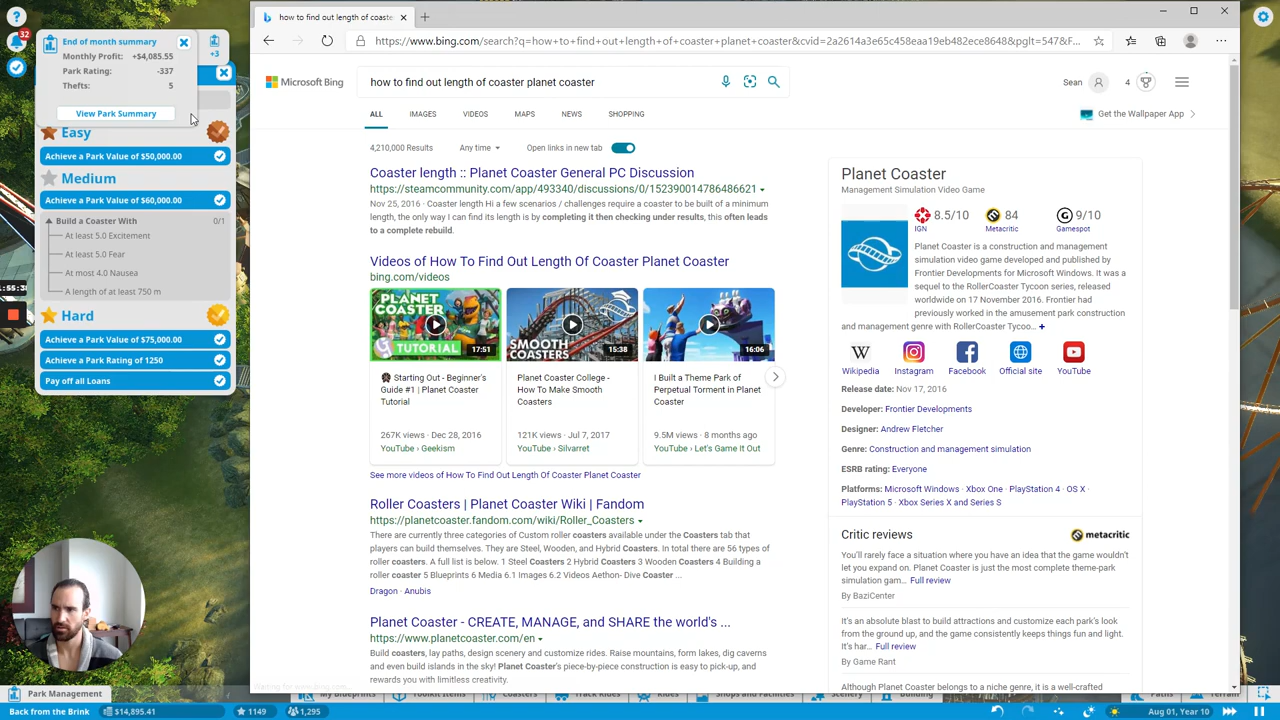 how to find out length of coaste
https://www.bing.com/search?q=how+to+find+out+length+of+coaster+planet+coaster&cvid=2a2614a3e65c458eaa19eb482ece8648&pglt=547&F...
Microsoft Bing
how to find out length of coaster planet coaster
Sean
4
ALL
IMAGES
VIDEOS
MAPS
NEWS
SHOPPING
Get the Wallpaper App
4,210,000 Results
Any time
Open links in new tab
Coaster length :: Planet Coaster General PC Discussion
https://steamcommunity.com/app/493340/discussions/0/152390014786486621
Nov 25, 2016 · Coaster length Hi a few scenarios / challenges require a coaster to be built of a minimum
length, the only way I can find its length is by completing it then checking under results, this often leads
to a complete rebuild.
Videos of How To Find Out Length Of Coaster Planet Coaster
bing.com/videos
PLANET
COASTER
TUTORIAL
17:51
SMOOTH
COASTERS
15:38
16:06
Starting Out - Beginner's
Guide #1 | Planet Coaster
Tutorial
267K views · Dec 28, 2016
YouTube › Geekism
Planet Coaster College -
How To Make Smooth
Coasters
121K views · Jul 7, 2017
YouTube › Silvarret
I Built a Theme Park of
Perpetual Torment in Planet
Coaster
9.5M views · 8 months ago
YouTube › Let's Game It Out
See more videos of How To Find Out Length Of Coaster Planet Coaster
Roller Coasters | Planet Coaster Wiki | Fandom
https://planetcoaster.fandom.com/wiki/Roller_Coasters
There are currently three categories of Custom roller coasters available under the Coasters tab that
players can build themselves. They are Steel, Wooden, and Hybrid Coasters. In total there are 56 types of
roller coasters. A full list is below. 1 Steel Coasters 2 Hybrid Coasters 3 Wooden Coasters 4 Building a
roller coaster 5 Blueprints 6 Media 6.1 Images 6.2 Videos Aethon- Dive Coaster ...
Dragon · Anubis
Planet Coaster - CREATE, MANAGE, and SHARE the world's ...
https://www.planetcoaster.com/en
Build coasters, lay paths, design scenery and customize rides. Raise mountains, form lakes, dig caverns
and even build islands in the sky! Planet Coaster's piece-by-piece construction is easy to pick-up, and
rewards you with limitless creativity.
Planet Coaster
Management Simulation Video Game
8.5/10
IGN
84
Metacritic
9/10
Gamespot
Planet Coaster is a construction and management
simulation video game developed and published by
Frontier Developments for Microsoft Windows. It was a
sequel to the RollerCoaster Tycoon series, released
worldwide on 17 November 2016. Frontier had
previously worked in the amusement park construction
and management genre with RollerCoaster Tycoo... +
Wikipedia
Instagram
Facebook
Official site
YouTube
Release date: Nov 17, 2016
Developer: Frontier Developments
Designer: Andrew Fletcher
Genre: Construction and management simulation
ESRB rating: Everyone
Platforms: Microsoft Windows · Xbox One · PlayStation 4 · OS X ·
PlayStation 5 · Xbox Series X and Series S
Critic reviews
metacritic
You'll rarely face a situation where you have an idea that the game wouldn't
let you expand on. Planet Coaster is just the most complete theme-park
simulation gam... Full review
By BaziCenter
It's an absolute blast to build attractions and customize each park's look
from the ground up, and the game consistently keeps things fun and light.
It's har... Full review
By Game Rant
Although Planet Coaster belongs to a niche genre, it is a well-crafted
32
End of month summary
Monthly Profit: +$4,085.55
Park Rating: -337
Thefts: 5
View Park Summary
+3
Easy
Achieve a Park Value of $50,000.00
Medium
Achieve a Park Value of $60,000.00
Build a Coaster With 0/1
At least 5.0 Excitement
At least 5.0 Fear
At most 4.0 Nausea
A length of at least 750 m
Hard
Achieve a Park Value of $75,000.00
Achieve a Park Rating of 1250
Pay off all Loans
:55:38
Park Management
Back from the Brink
$14,895.41
1149
1,295
Aug 01, Year 10